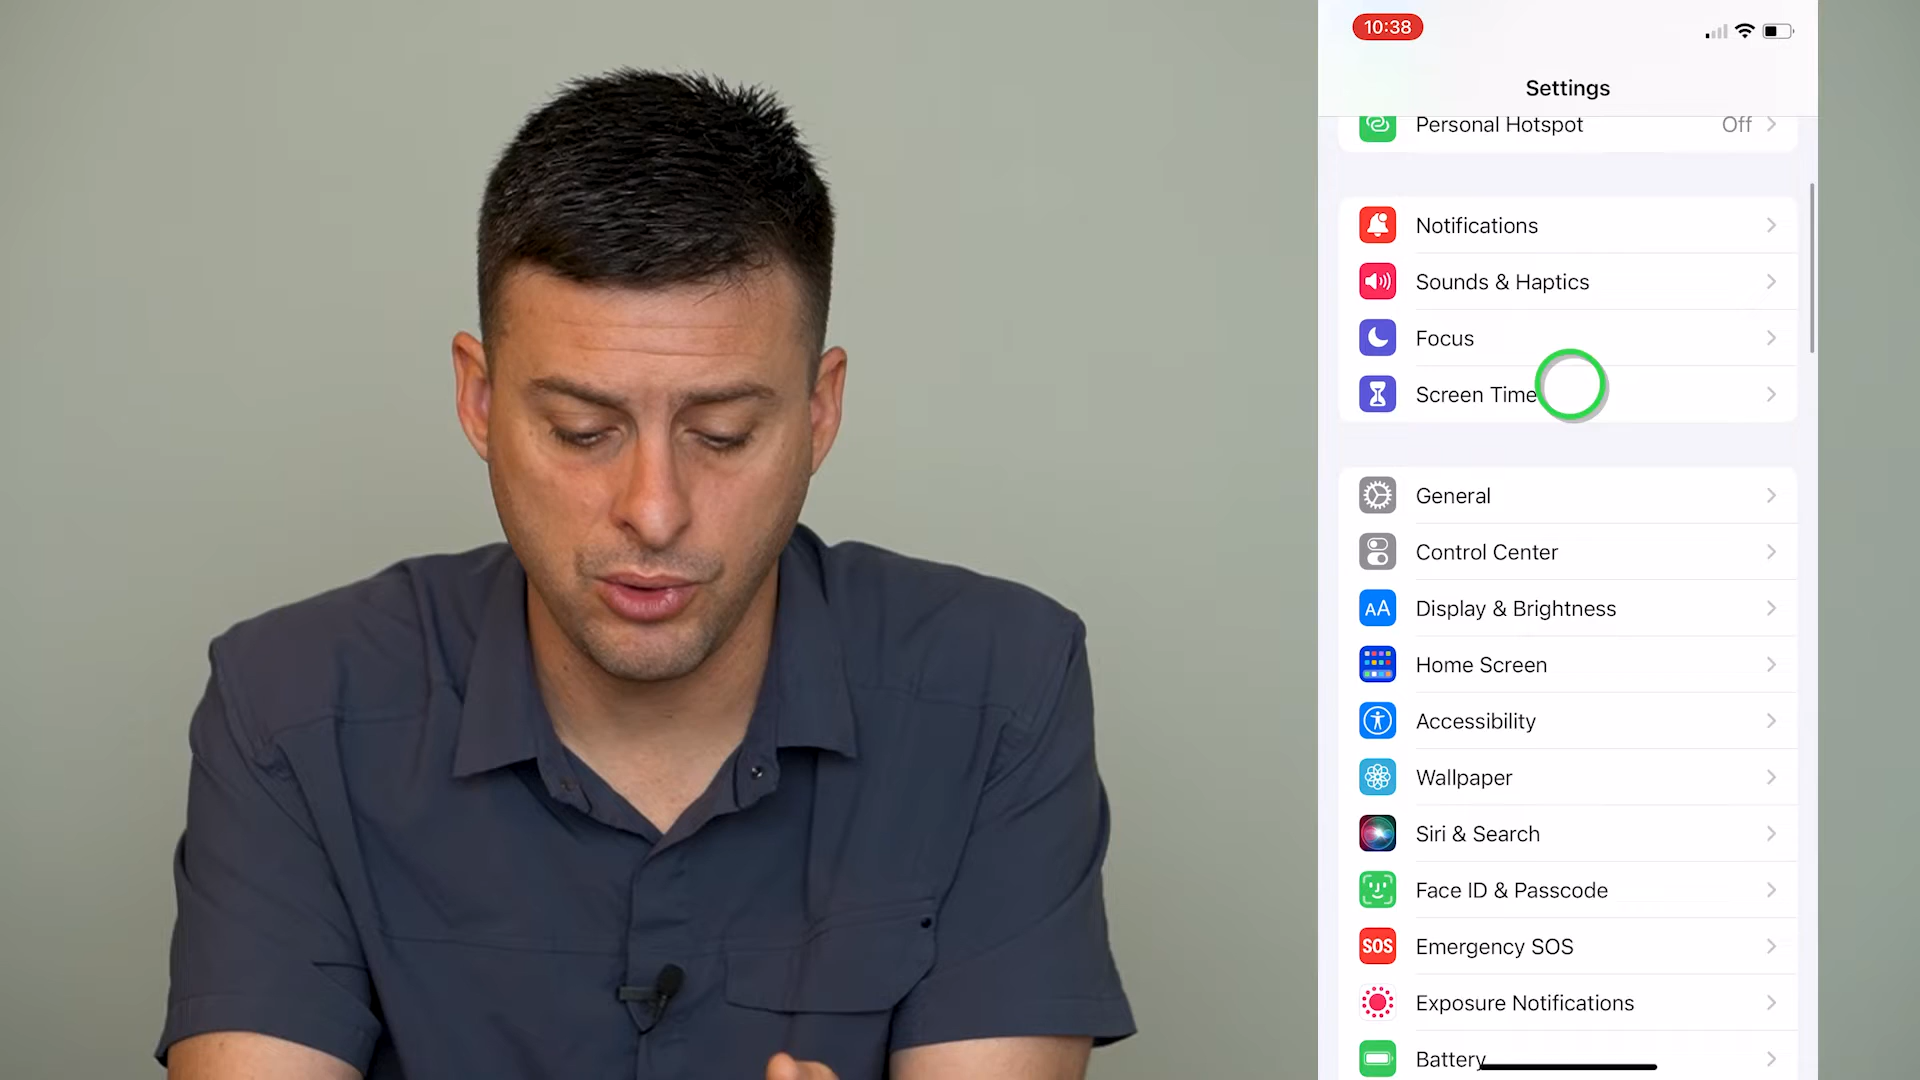 10:38
Settings
Personal Hotspot Off
Notifications
Sounds & Haptics
Focus
Screen Time
General
Control Center
AA Display & Brightness
Home Screen
Accessibility
Wallpaper
Siri & Search
Face ID & Passcode
SOS Emergency SOS
Exposure Notifications
Battery